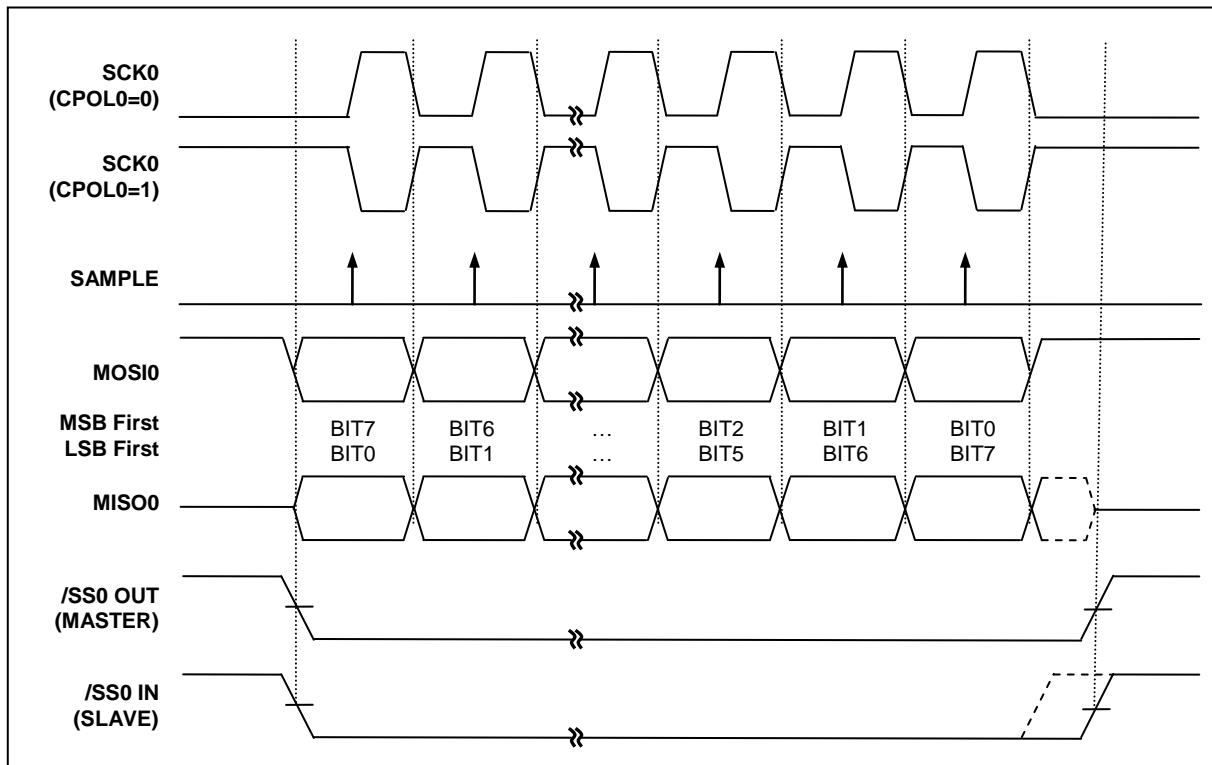 SCK0
(CPOL0=0)
SCK0
(CPOL0=1)
SAMPLE
MOSI0
MSB First
LSB First
BIT7 BIT6 ... BIT2 BIT1 BIT0
BIT0 BIT1 ... BIT5 BIT6 BIT7
MISO0
/SS0 OUT
(MASTER)
/SS0 IN
(SLAVE)